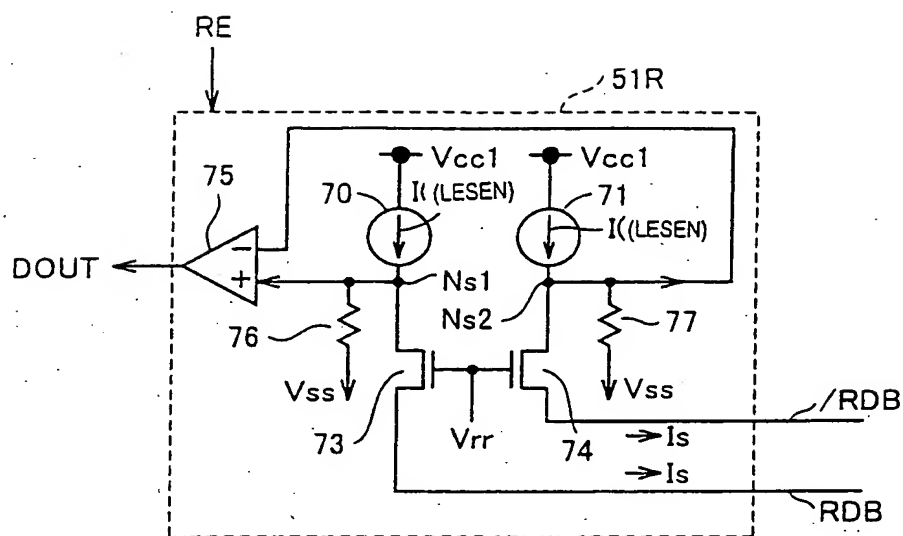 RE
51R
Vcc1
Vcc1
75
70
I((LESEN)
71
I((LESEN)
−
DOUT
+
Ns1
Ns2
76
77
Vss
Vss
73
Vrr
74
/RDB
Is
Is
RDB